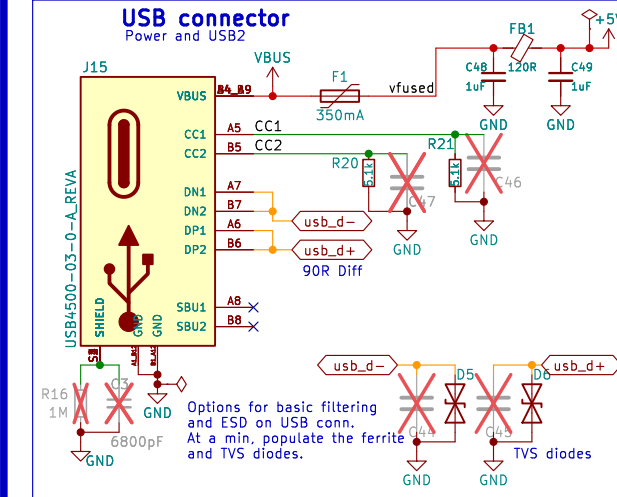 USB connector
Power and USB2
+5V
FB1
VBUS
J15
C48
120R
C49
F1
1uF
1uF
VBUS
B4_B9
vfused
350mA
GND
GND
CC1
A5
CC1
CC2
B5
CC2
R21
R20
5.1k
5.1k
C46
C47
DN1
A7
DN2
B7
usb_d-
DP1
A6
GND
GND
DP2
B6
usb_d+
90R Diff
USB4500-03-0-A_REVA
SBU1
A8
SBU2
B8
SHIELD
GND
GND
usb_d-
usb_d+
D5
D6
R16
1M
C3
GND
Options for basic filtering
and ESD on USB conn.
At a min, populate the ferrite
and TVS diodes.
C44
C45
6800pF
TVS diodes
GND
GND
GND